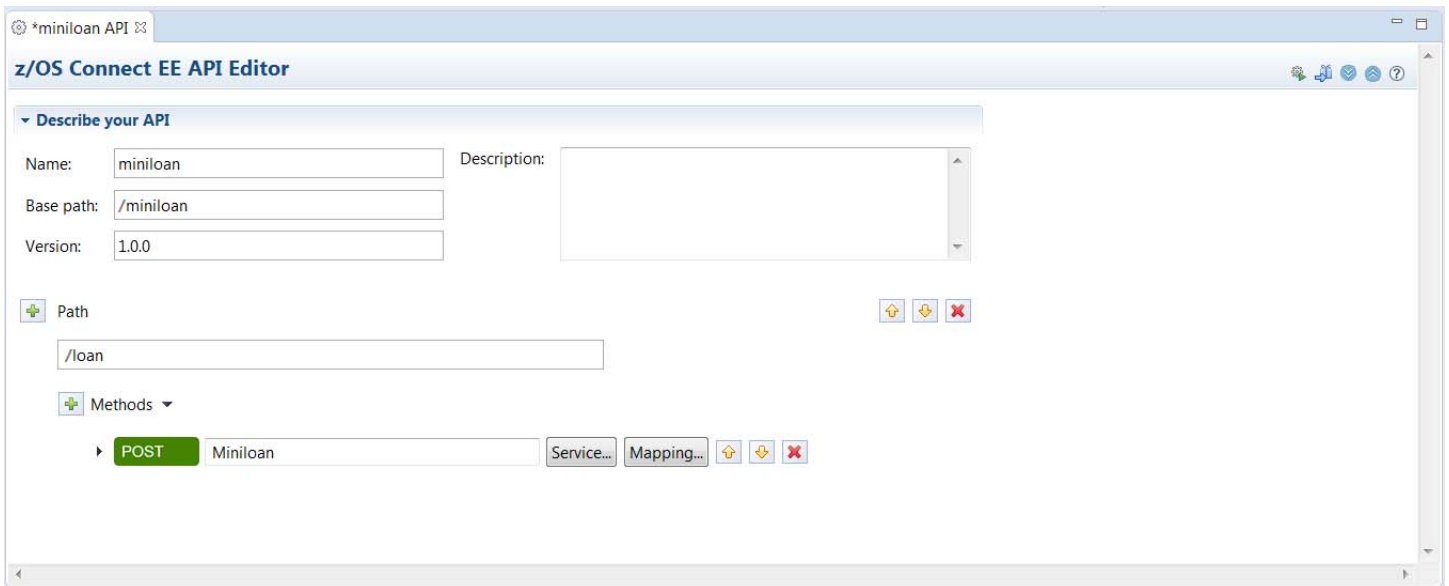 *miniloan API
z/OS Connect EE API Editor
Describe your API
Name: miniloan Description:
Base path: /miniloan
Version: 1.0.0
Path
/loan
Methods
POST Miniloan Service... Mapping...